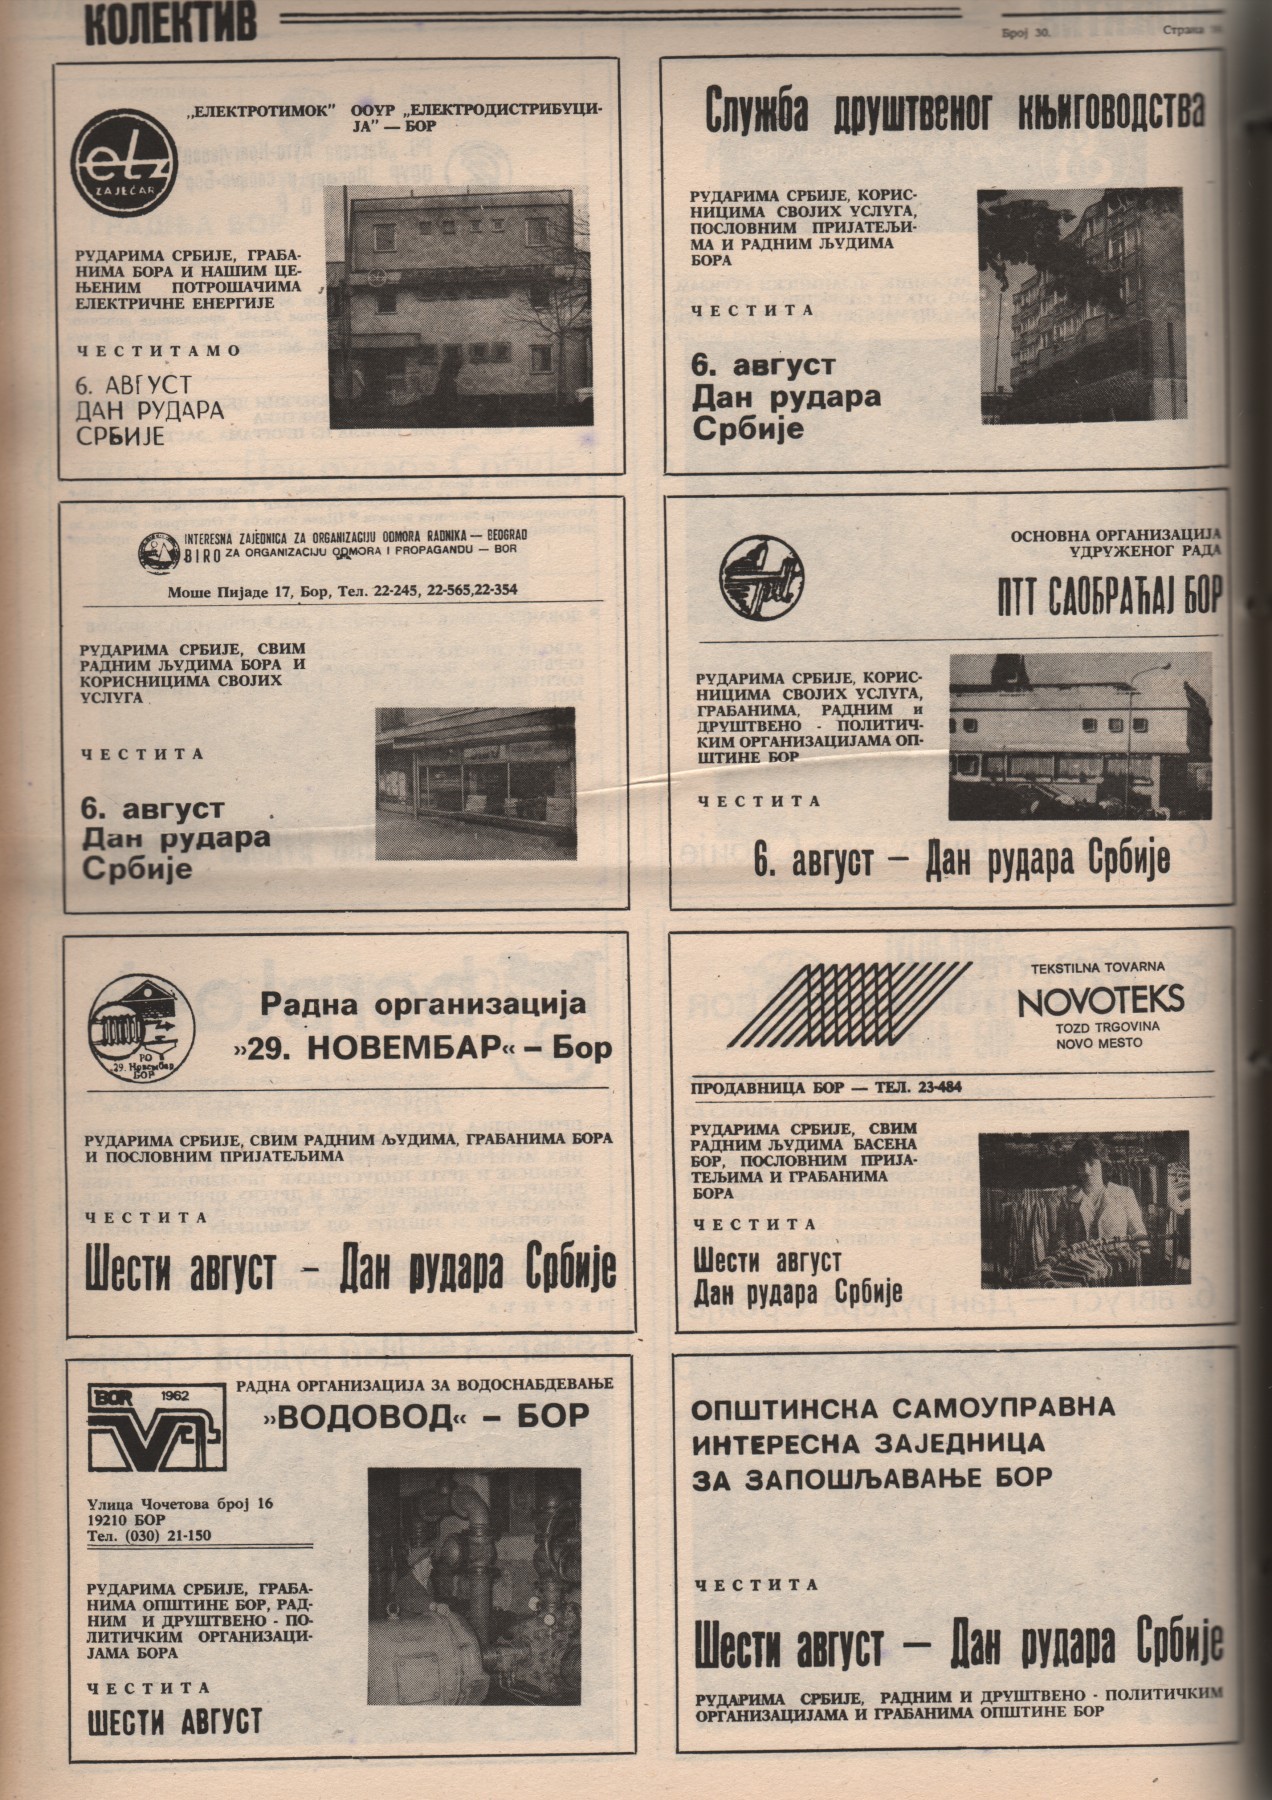 КОЛЕКТИВ
Број 30.
Страна
etz
ЗАЈЕЧАР
„ЕЛЕКТРОТИМОК” ООУР „ЕЛЕКТРОДИСТРИБУЦИ-
ЈА” — БОР
РУДАРИМА СРБИЈЕ, ГРАЂА-
НИМА БОРА И НАШИМ ЦЕ-
ЊЕНИМ ПОТРОШАЧИМА
ЕЛЕКТРИЧНЕ ЕНЕРГИЈЕ
ЧЕСТИТАМО
6. АВГУСТ
ДАН РУДАРА
СРБИЈЕ
Служба друштвеног књиговодства
РУДАРИМА СРБИЈЕ, КОРИС-
НИЦИМА СВОЈИХ УСЛУГА,
ПОСЛОВНИМ ПРИЈАТЕЉИ-
МА И РАДНИМ ЉУДИМА
БОРА
ЧЕСТИТА
6. август
Дан рудара
Србије
INTERESNA ZAJEDNICA ZA ORGANIZACIJU ODMORA RADNIKA — BEOGRAD
BIRO ZA ORGANIZACIJU ODMORA I PROPAGANDU — BOR
Моше Пијаде 17, Бор, Тел. 22-245, 22-565,22-354
РУДАРИМА СРБИЈЕ, СВИМ
РАДНИМ ЉУДИМА БОРА И
КОРИСНИЦИМА СВОЈИХ
УСЛУГА
ЧЕСТИТА
6. август
Дан рудара
Србије
ОСНОВНА ОРГАНИЗАЦИЈА
УДРУЖЕНОГ РАДА
ПТТ САОБРАЋАЈ БОР
РУДАРИМА СРБИЈЕ, КОРИС-
НИЦИМА СВОЈИХ УСЛУГА,
ГРАЂАНИМА, РАДНИМ и
ДРУШТВЕНО - ПОЛИТИЧ-
КИМ ОРГАНИЗАЦИЈАМА ОП-
ШТИНЕ БОР
ЧЕСТИТА
6. август — Дан рудара Србије
РО
„29. Новембар
БОР
Радна организација
»29. НОВЕМБАР« – Бор
РУДАРИМА СРБИЈЕ, СВИМ РАДНИМ ЉУДИМА, ГРАЂАНИМА БОРА
И ПОСЛОВНИМ ПРИЈАТЕЉИМА
ЧЕСТИТА
Шести август – Дан рудара Србије
TEKSTILNA TOVARNA
NOVOTEKS
TOZD TRGOVINA
NOVO MESTO
ПРОДАВНИЦА БОР — ТЕЛ. 23-484
РУДАРИМА СРБИЈЕ, СВИМ
РАДНИМ ЉУДИМА БАСЕНА
БОР, ПОСЛОВНИМ ПРИЈА-
ТЕЉИМА И ГРАЂАНИМА
БОРА
ЧЕСТИТА
Шести август
Дан рудара Србије
BOR 1962
РАДНА ОРГАНИЗАЦИЈА ЗА ВОДОСНАБДЕВАЊЕ
»ВОДОВОД« – БОР
Улица Чочетова број 16
19210 БОР
Тел. (030) 21-150
РУДАРИМА СРБИЈЕ, ГРАЂА-
НИМА ОПШТИНЕ БОР, РАД-
НИМ И ДРУШТВЕНО - ПО-
ЛИТИЧКИМ ОРГАНИЗАЦИ-
ЈАМА БОРА
ЧЕСТИТА
ШЕСТИ АВГУСТ
ОПШТИНСКА САМОУПРАВНА
ИНТЕРЕСНА ЗАЈЕДНИЦА
ЗА ЗАПОШЉАВАЊЕ БОР
ЧЕСТИТА
Шести август — Дан рудара Србије
РУДАРИМА СРБИЈЕ, РАДНИМ И ДРУШТВЕНО - ПОЛИТИЧКИМ
ОРГАНИЗАЦИЈАМА И ГРАЂАНИМА ОПШТИНЕ БОР